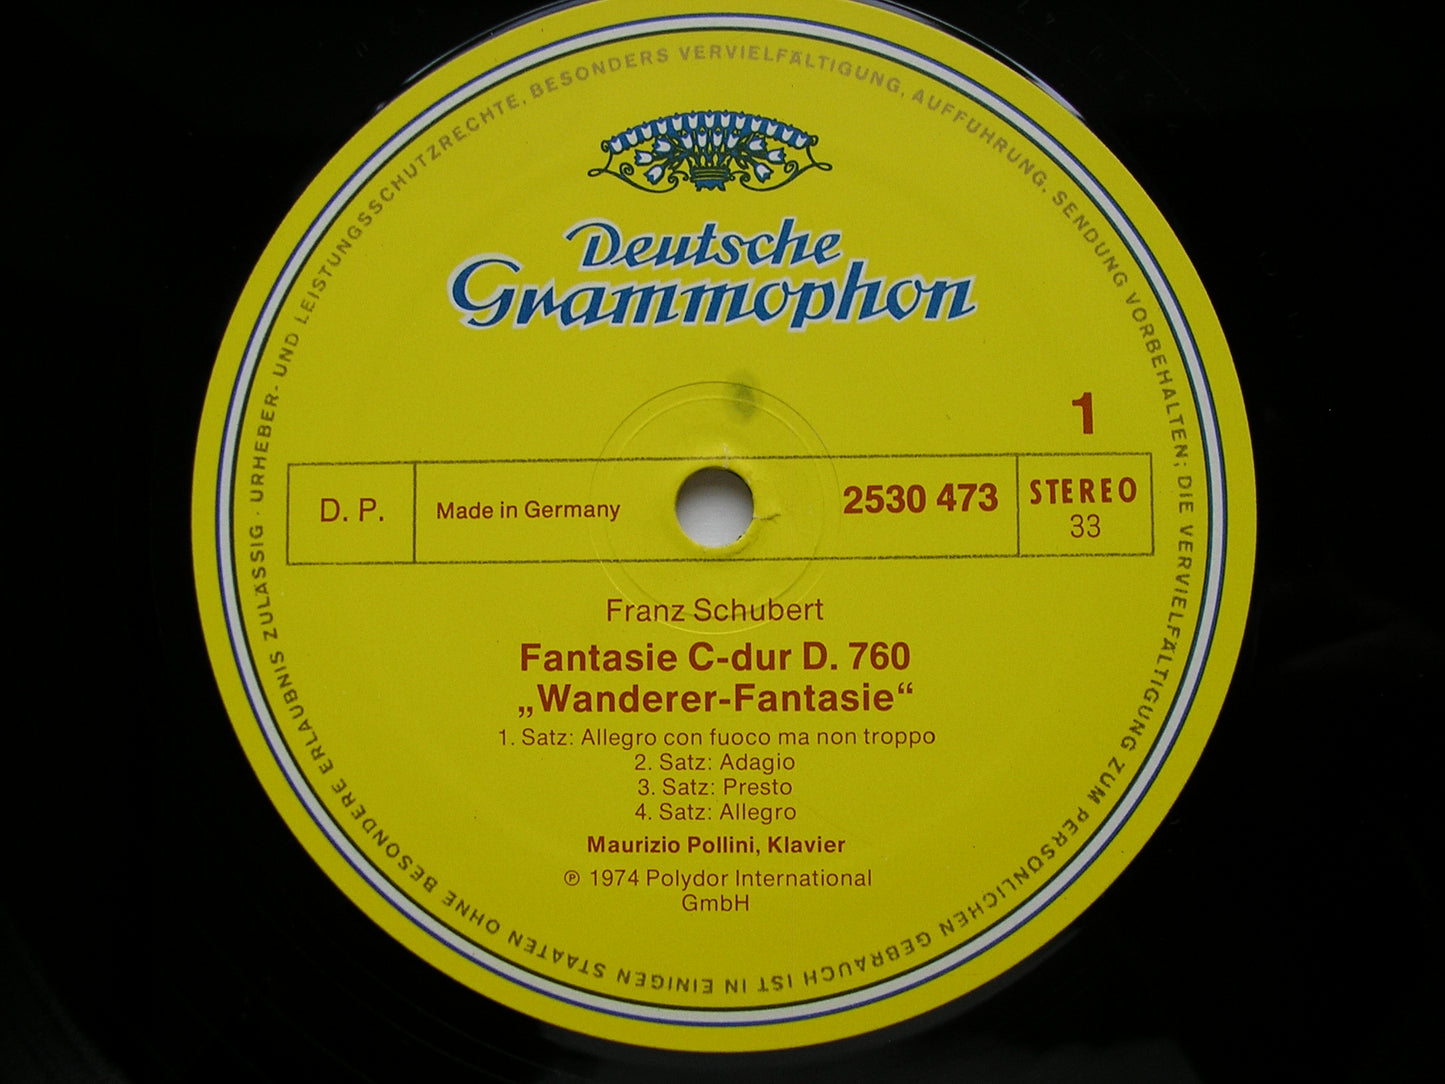 URHEBER- UND LEISTUNGSSCHUTZRECHTE, BESONDERS VERVIELFÄLTIGUNG, AUFFÜHRUNG, SENDUNG VORBEHALTEN; DIE VERVIELFÄLTIGUNG ZUM PERSÖNLICHEN GEBRAUCH IST IN EINIGEN STAATEN OHNE BESONDERE ERLAUBNIS ZULÄSSIG ·
Deutsche
Grammophon
1
D. P.
Made in Germany
2530 473
STEREO
33
Franz Schubert
Fantasie C-dur D. 760
„Wanderer-Fantasie“
1. Satz: Allegro con fuoco ma non troppo
2. Satz: Adagio
3. Satz: Presto
4. Satz: Allegro
Maurizio Pollini, Klavier
℗ 1974 Polydor International
GmbH